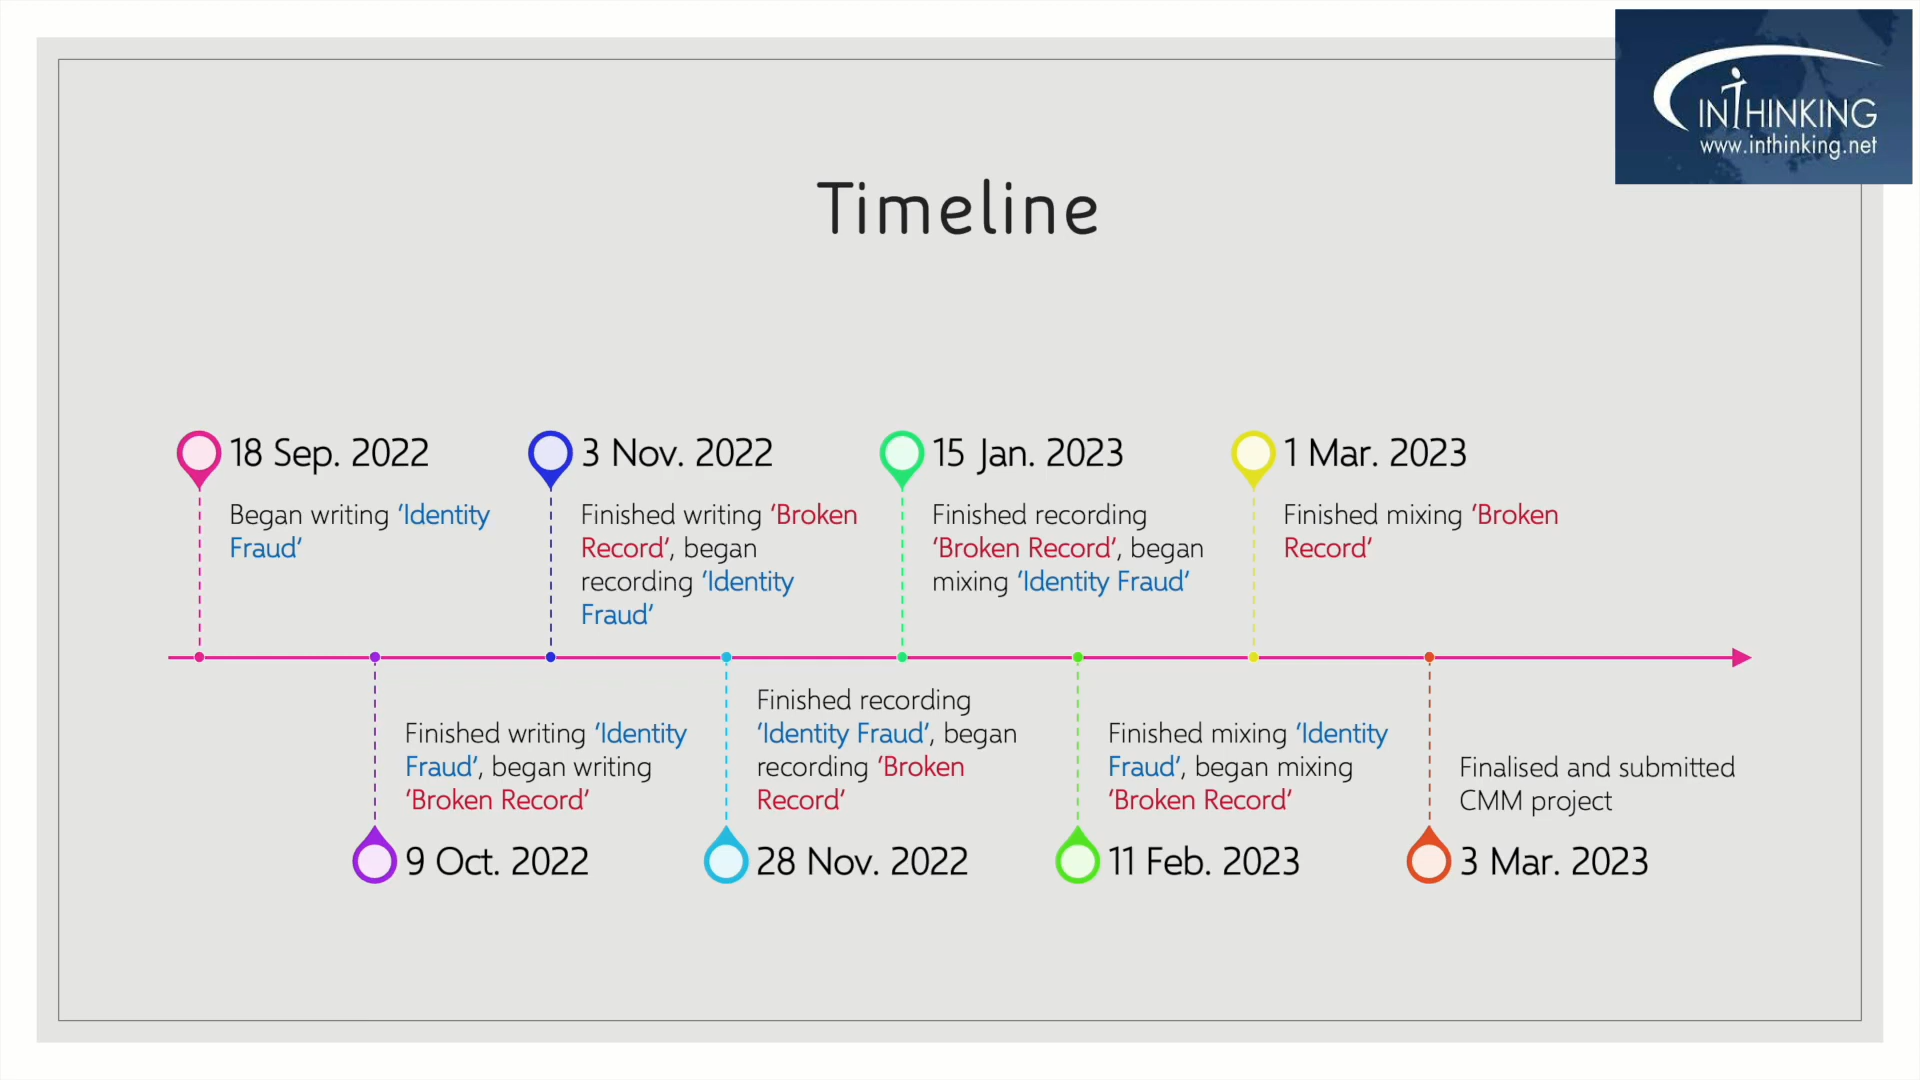 INTHINKING
www.inthinking.net
Timeline
18 Sep. 2022
Began writing ‘Identity
Fraud’
9 Oct. 2022
Finished writing ‘Identity
Fraud’, began writing
‘Broken Record’
3 Nov. 2022
Finished writing ‘Broken
Record’, began
recording ‘Identity
Fraud’
28 Nov. 2022
Finished recording
‘Identity Fraud’, began
recording ‘Broken
Record’
15 Jan. 2023
Finished recording
‘Broken Record’, began
mixing ‘Identity Fraud’
11 Feb. 2023
Finished mixing ‘Identity
Fraud’, began mixing
‘Broken Record’
1 Mar. 2023
Finished mixing ‘Broken
Record’
3 Mar. 2023
Finalised and submitted
CMM project